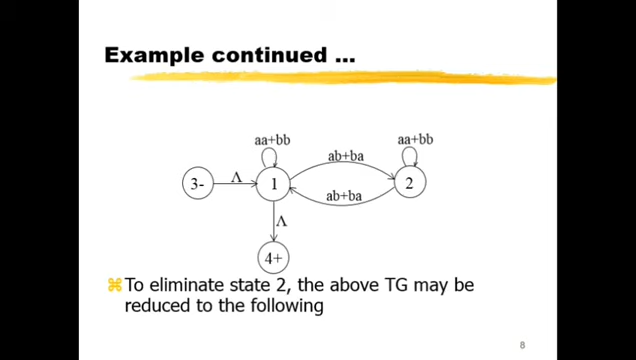 Example continued ...
aa+bb
aa+bb
ab+ba
3-
Λ
1
2
ab+ba
Λ
4+
To eliminate state 2, the above TG may be
reduced to the following
8